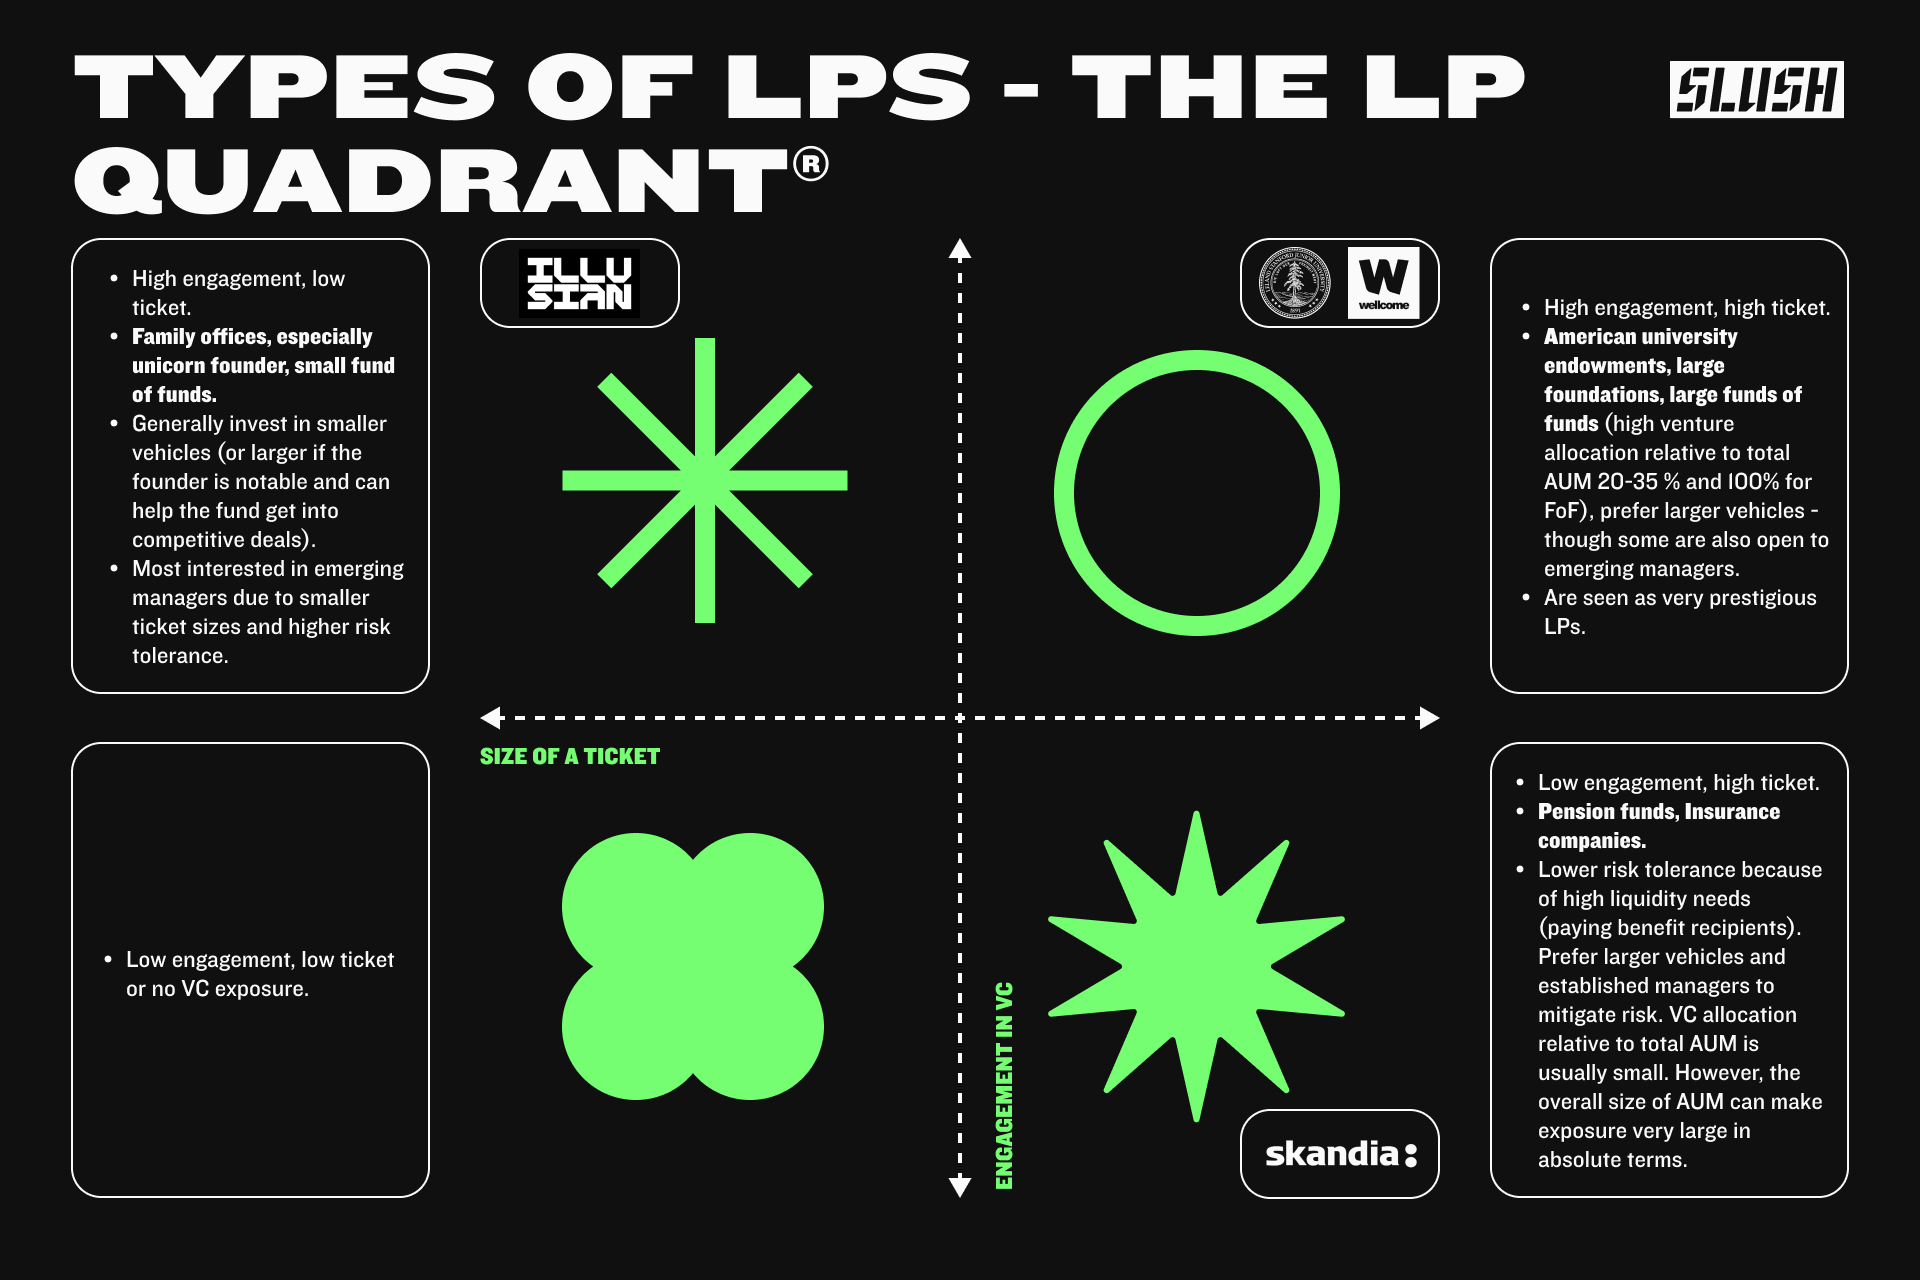 TYPES OF LPS - THE LP
QUADRANT®
SLUSH
• High engagement, low
ticket.
• Family offices, especially
unicorn founder, small fund
of funds.
• Generally invest in smaller
vehicles (or larger if the
founder is notable and can
help the fund get into
competitive deals).
• Most interested in emerging
managers due to smaller
ticket sizes and higher risk
tolerance.
ILLU
SIAN
LELAND STANFORD JUNIOR UNIVERSITY
1891
W
wellcome
• High engagement, high ticket.
• American university
endowments, large
foundations, large funds of
funds (high venture
allocation relative to total
AUM 20-35 % and 100% for
FoF), prefer larger vehicles -
though some are also open to
emerging managers.
• Are seen as very prestigious
LPs.
SIZE OF A TICKET
• Low engagement, low ticket
or no VC exposure.
ENGAGEMENT IN VC
skandia:
• Low engagement, high ticket.
• Pension funds, Insurance
companies.
• Lower risk tolerance because
of high liquidity needs
(paying benefit recipients).
Prefer larger vehicles and
established managers to
mitigate risk. VC allocation
relative to total AUM is
usually small. However, the
overall size of AUM can make
exposure very large in
absolute terms.